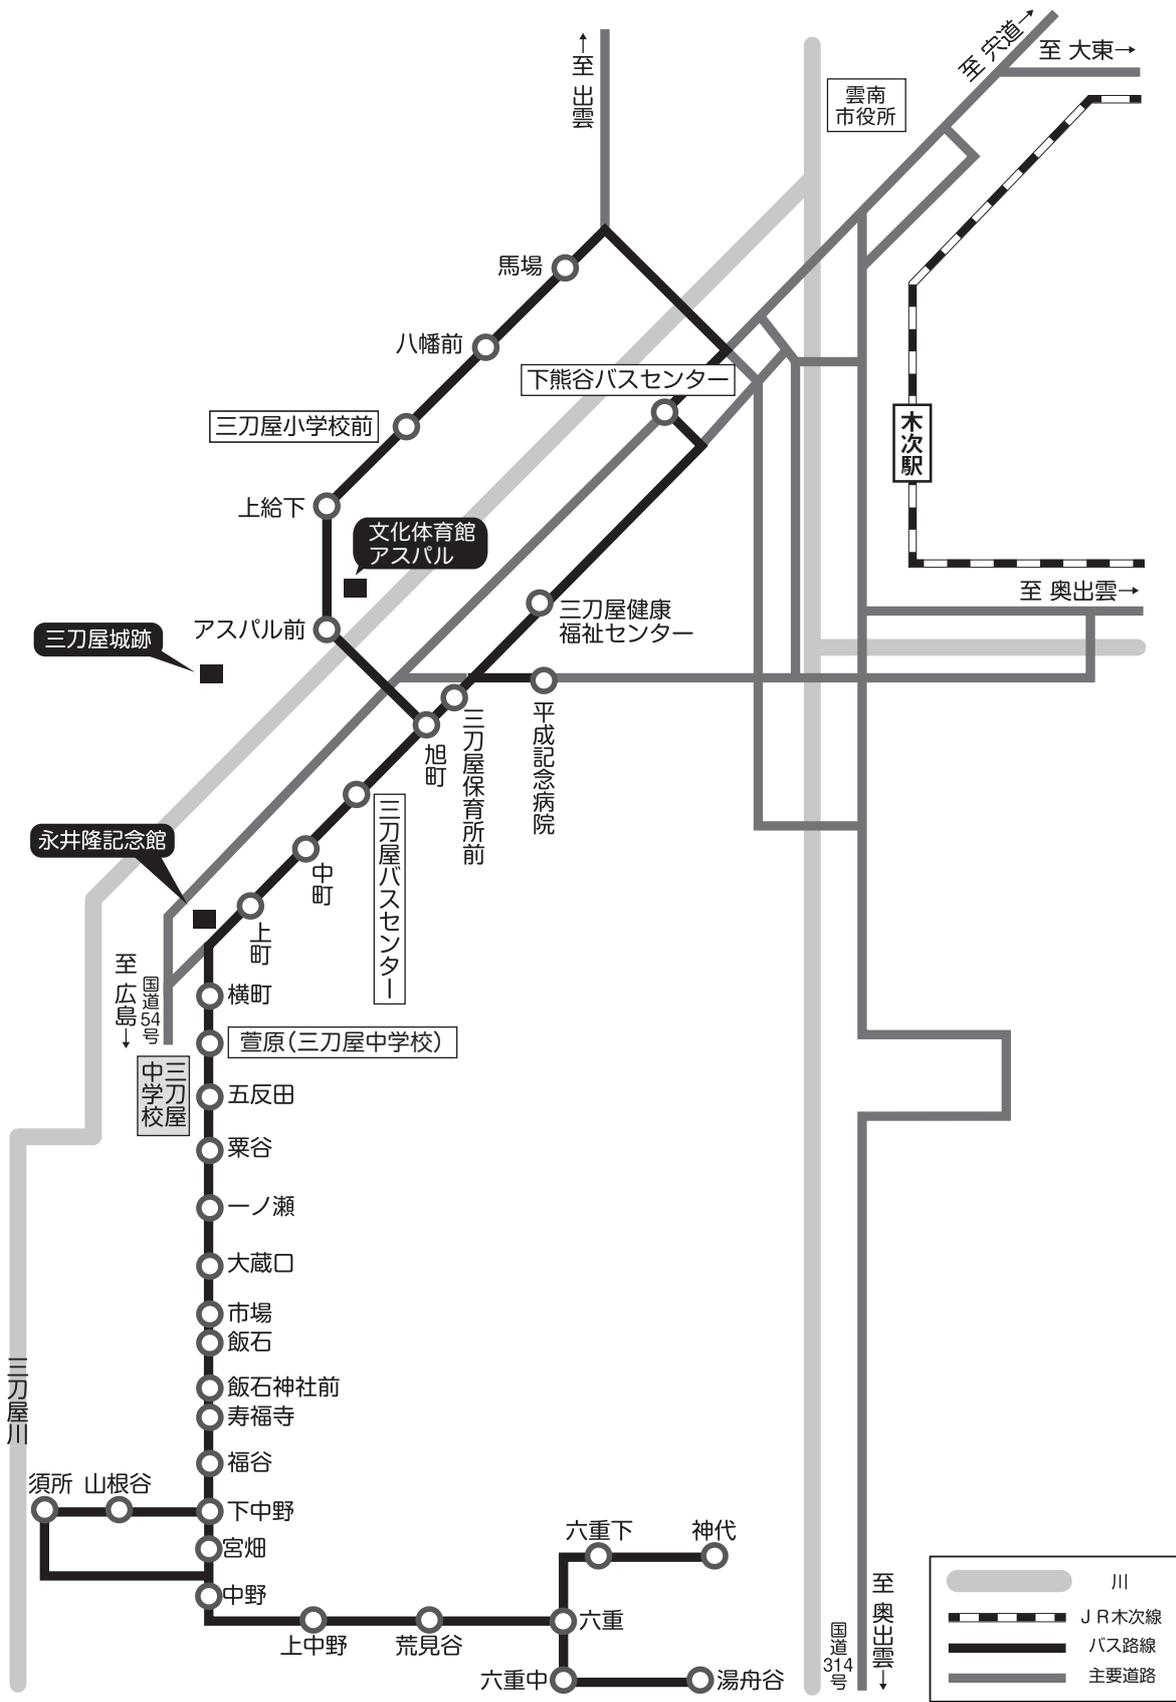 至 宍道→
至 大東→
←至 出雲
雲南
市役所
馬場
八幡前
下熊谷バスセンター
三刀屋小学校前
木次駅
上給下
文化体育館
アスパル
至 奥出雲→
三刀屋健康
福祉センター
アスパル前
三刀屋城跡
平成記念病院
三刀屋保育所前
旭町
三刀屋バスセンター
永井隆記念館
中町
上町
至 広島→
国道54号
横町
萱原(三刀屋中学校)
三刀屋
中学校
五反田
粟谷
一ノ瀬
大蔵口
市場
飯石
飯石神社前
寿福寺
三刀屋川
福谷
須所
山根谷
下中野
宮畑
中野
六重下
神代
上中野
荒見谷
六重
六重中
湯舟谷
国道314号
至 奥出雲→
川
JR木次線
バス路線
主要道路